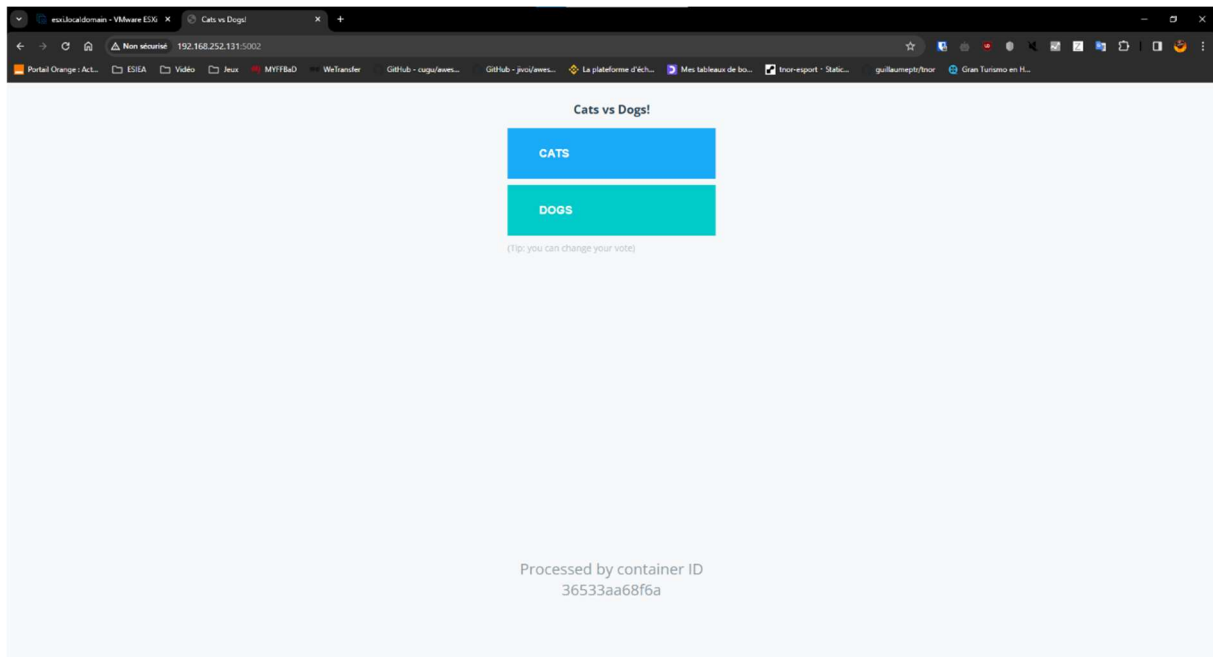 esxi.localdomain - VMware ESXi
Cats vs Dogs!
Non sécurisé 192.168.252.131:5002
Portail Orange : Act... ESIEA Vidéo Jeux MYFFBaD WeTransfer GitHub - cugu/awes... GitHub - jivoi/awes... La plateforme d'éch... Mes tableaux de bo... tnor-esport · Static... guillaumeptr/tnor Gran Turismo en H...
Cats vs Dogs!
CATS
DOGS
(Tip: you can change your vote)
Processed by container ID
36533aa68f6a